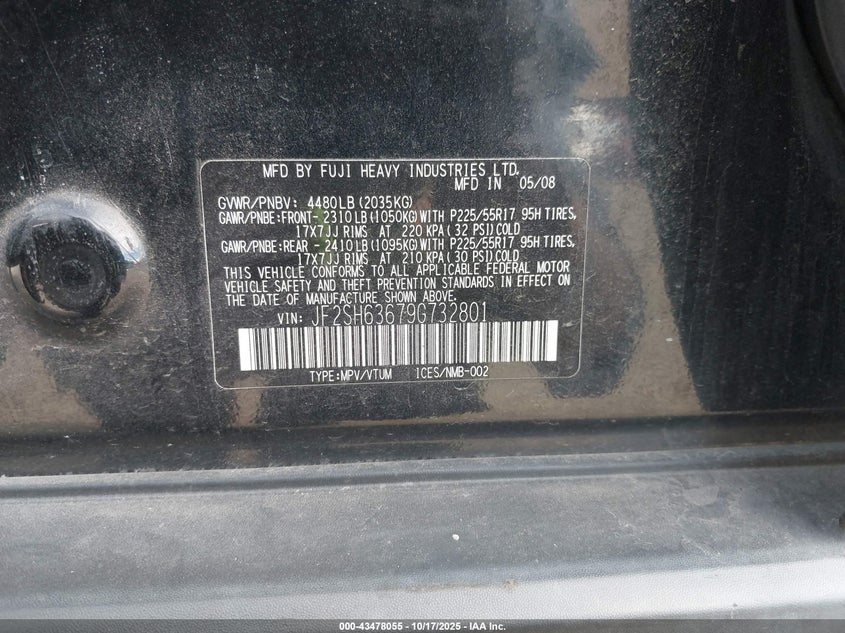 MFD BY FUJI HEAVY INDUSTRIES LTD.
MFD IN 05/08
GVWR/PNBV: 4480LB(2035KG)
GAWR/PNBE:FRONT- 2310LB(1050KG)WITH P225/55R17 95H TIRES,
17X7JJ RIMS AT 220 KPA(32 PSI)COLD
GAWR/PNBE:REAR - 2410LB(1095KG)WITH P225/55R17 95H TIRES,
17X7JJ RIMS AT 210 KPA(30 PSI)COLD
THIS VEHICLE CONFORMS TO ALL APPLICABLE FEDERAL MOTOR
VEHICLE SAFETY AND THEFT PREVENTION STANDARDS IN EFFECT ON
THE DATE OF MANUFACTURE SHOWN ABOVE.
VIN: JF2SH63679G732801
TYPE:MPV/VTUM ICES/NMB-002
000-43478055 - 10/17/2025 - IAA Inc.